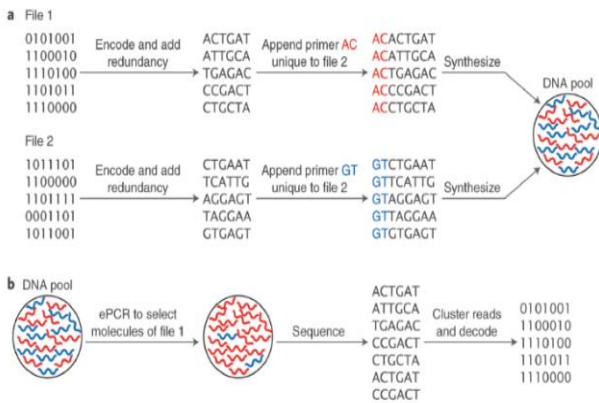 a File 1
0101001
1100010
1110100
1101011
1110000
Encode and add
redundancy
ACTGAT
ATTGCA
TGAGAC
CCGACT
CTGCTA
Append primer AC
unique to file 2
ACACTGAT
ACATTGCA
ACTGAGAC
ACCCGACT
ACCTGCTA
Synthesize
DNA pool
File 2
1011101
1100000
1101111
0001101
1011001
Encode and add
redundancy
CTGAAT
TCATTG
AGGAGT
TAGGAA
GTGAGT
Append primer GT
unique to file 2
GTCTGAAT
GTTCATTG
GTAGGAGT
GTTAGGAA
GTGTGAGT
Synthesize
b DNA pool
ePCR to select
molecules of file 1
Sequence
ACTGAT
ATTGCA
TGAGAC
CCGACT
CTGCTA
ACTGAT
CCGACT
Cluster reads
and decode
0101001
1100010
1110100
1101011
1110000